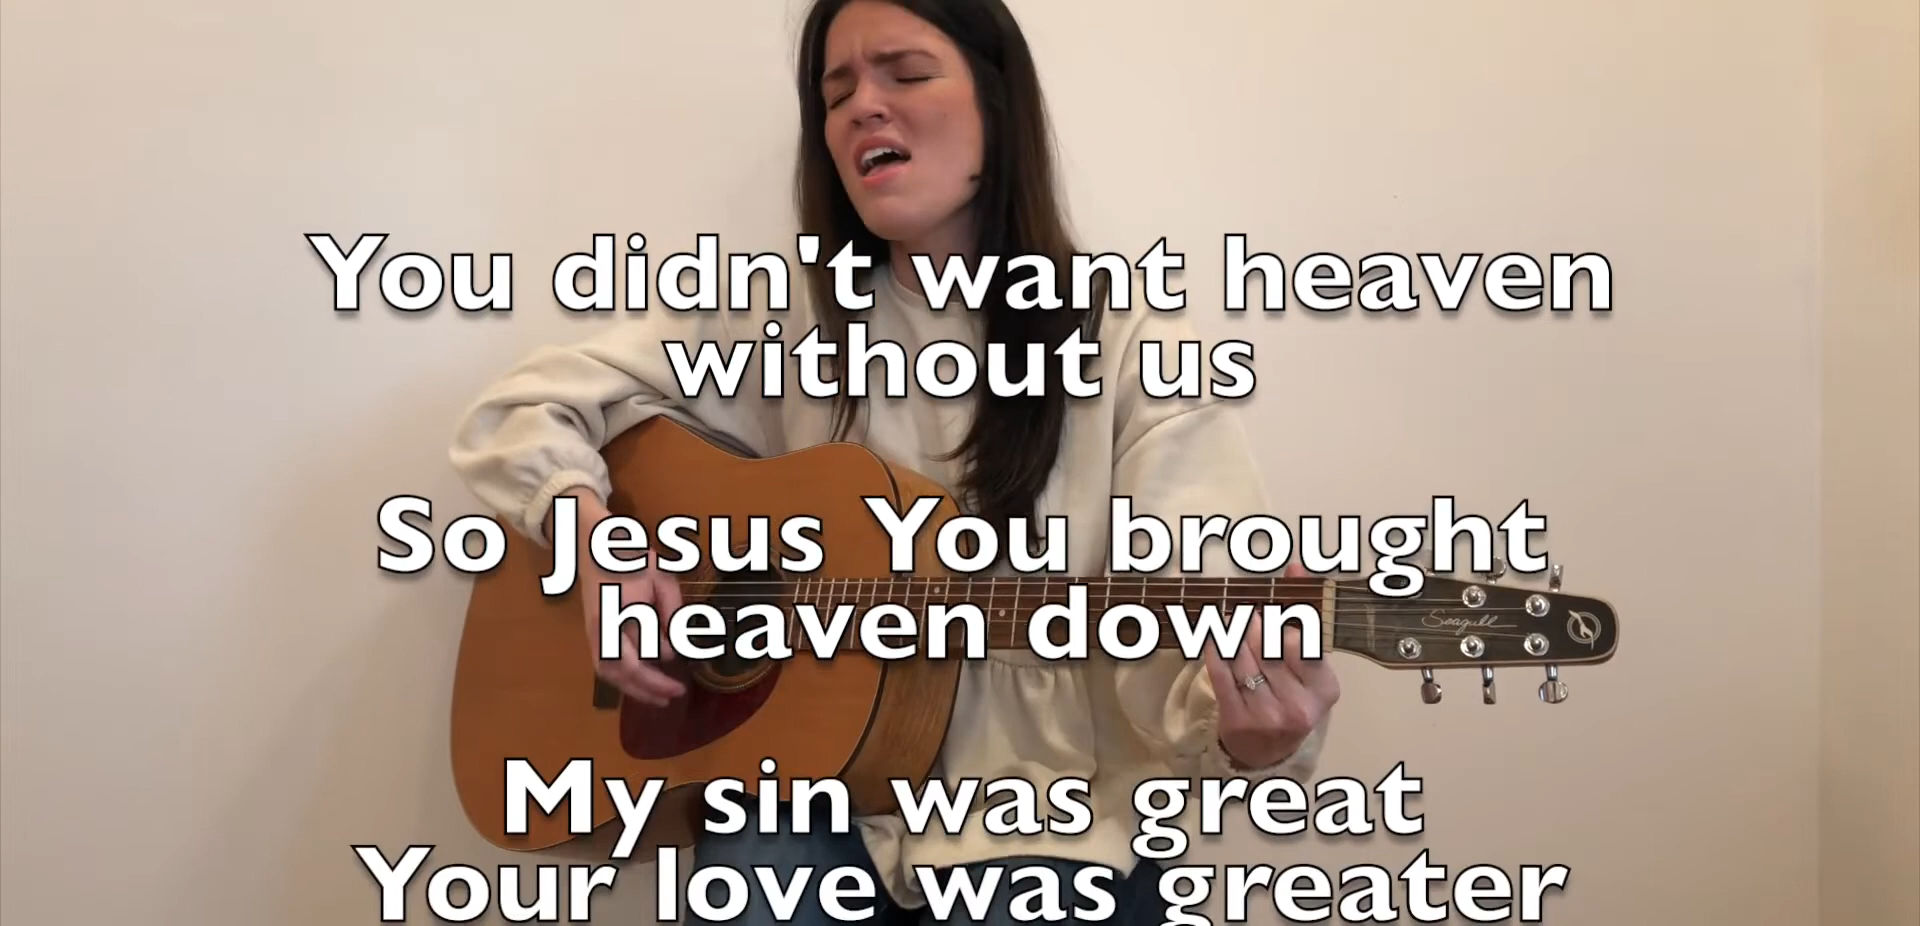 You didn't want heaven
without us
So Jesus You brought
heaven down
Seagull
My sin was great
Your love was greater